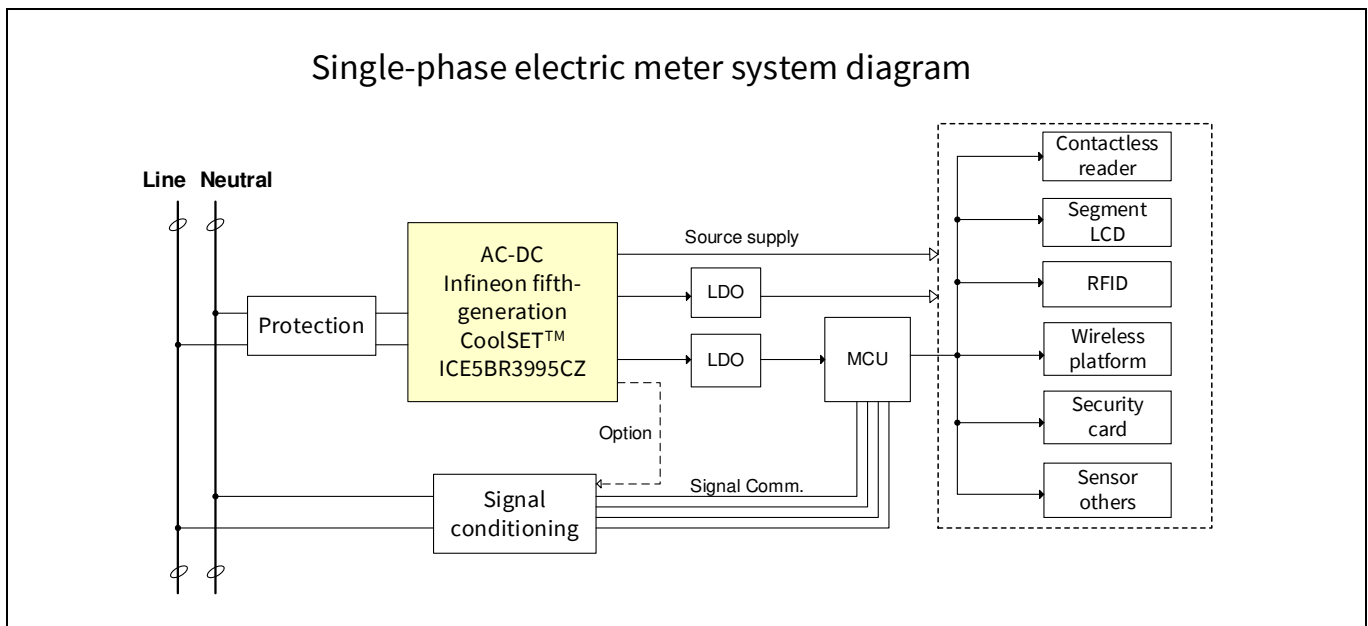 Single-phase electric meter system diagram
Line Neutral
Protection
AC-DC
Infineon fifth-
generation
CoolSET™
ICE5BR3995CZ
Source supply
LDO
LDO
MCU
Option
Signal
conditioning
Signal Comm.
Contactless
reader
Segment
LCD
RFID
Wireless
platform
Security
card
Sensor
others